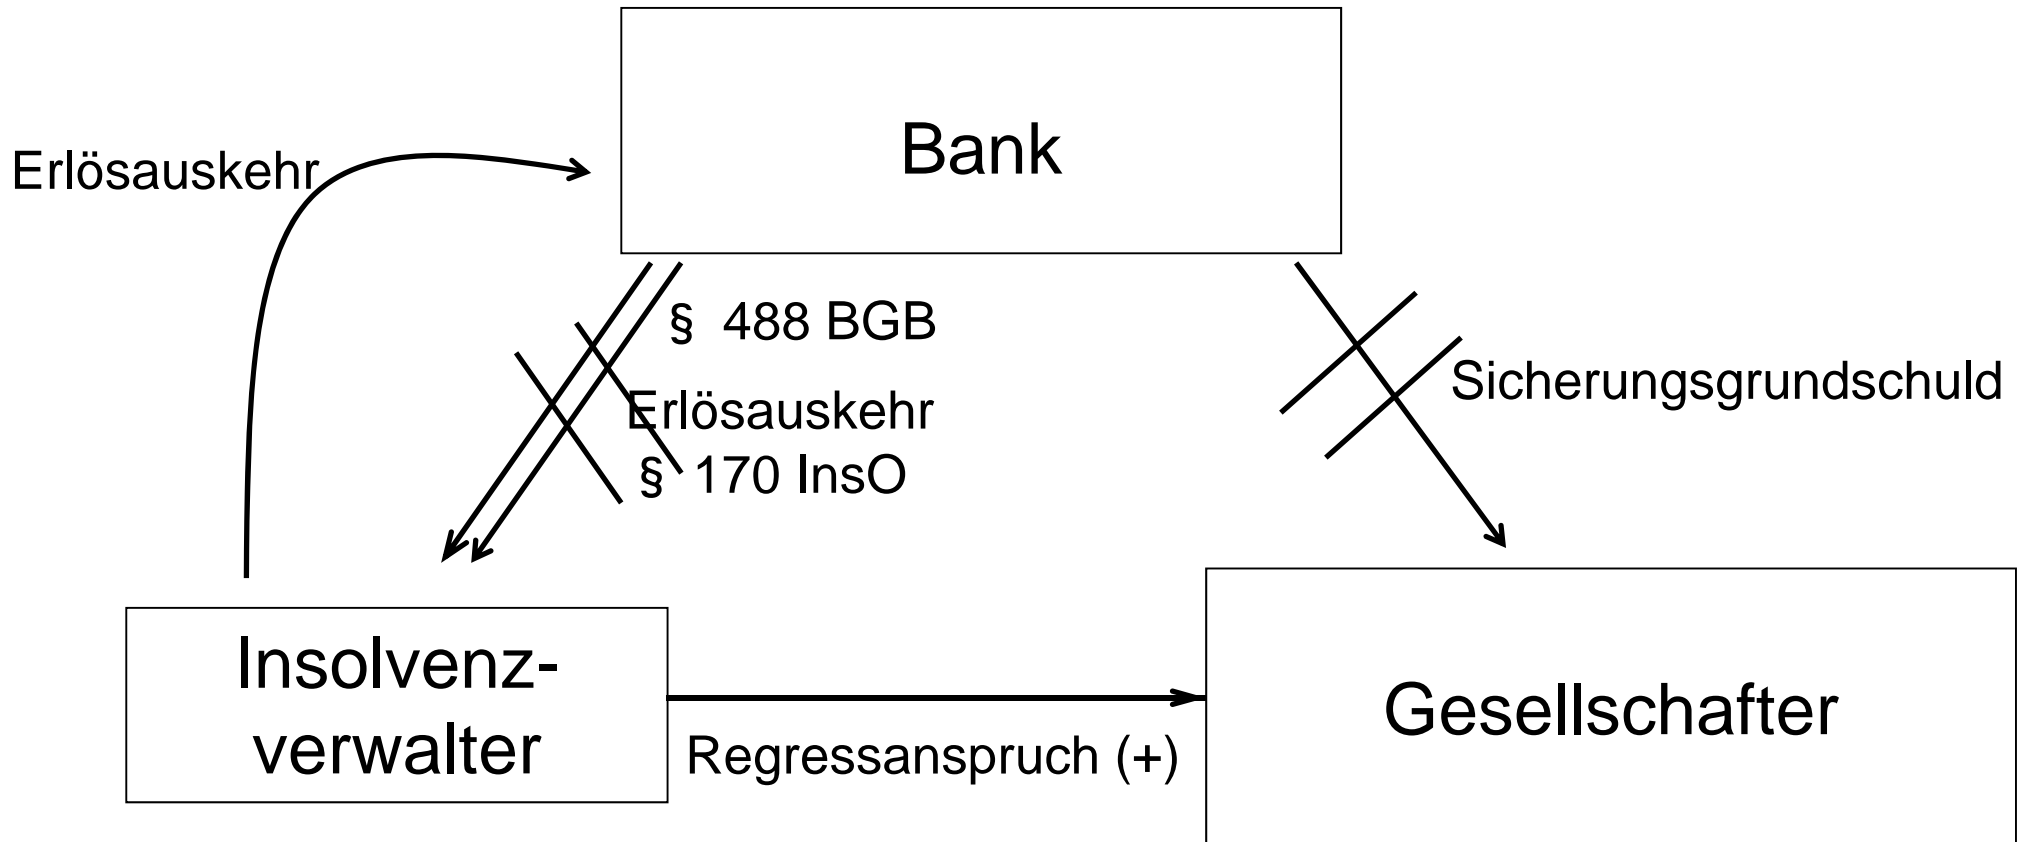 Bank
Erlösauskehr
§ 488 BGB
Erlösauskehr
§ 170 InsO
Sicherungsgrundschuld
Insolvenz-
verwalter
Regressanspruch (+)
Gesellschafter